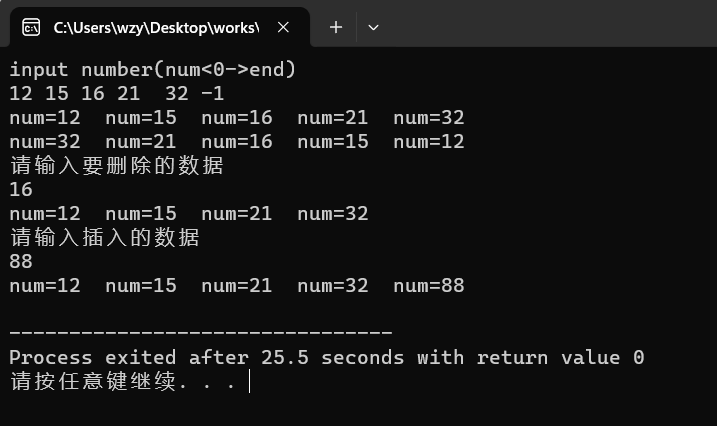 C:\Users\wzy\Desktop\works\
input number(num<0->end)
12 15 16 21  32 -1
num=12  num=15  num=16  num=21  num=32
num=32  num=21  num=16  num=15  num=12
请输入要删除的数据
16
num=12  num=15  num=21  num=32
请输入插入的数据
88
num=12  num=15  num=21  num=32  num=88
--------------------------------
Process exited after 25.5 seconds with return value 0
请按任意键继续. . .